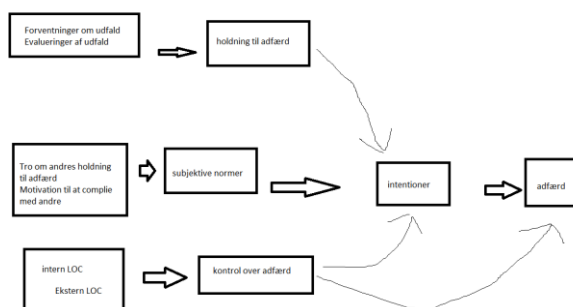 Forventninger om udfald
Evalueringer af udfald
holdning til adfærd
Tro om andres holdning
til adfærd
Motivation til at complie
med andre
subjektive normer
intentioner
adfærd
intern LOC
Ekstern LOC
kontrol over adfærd